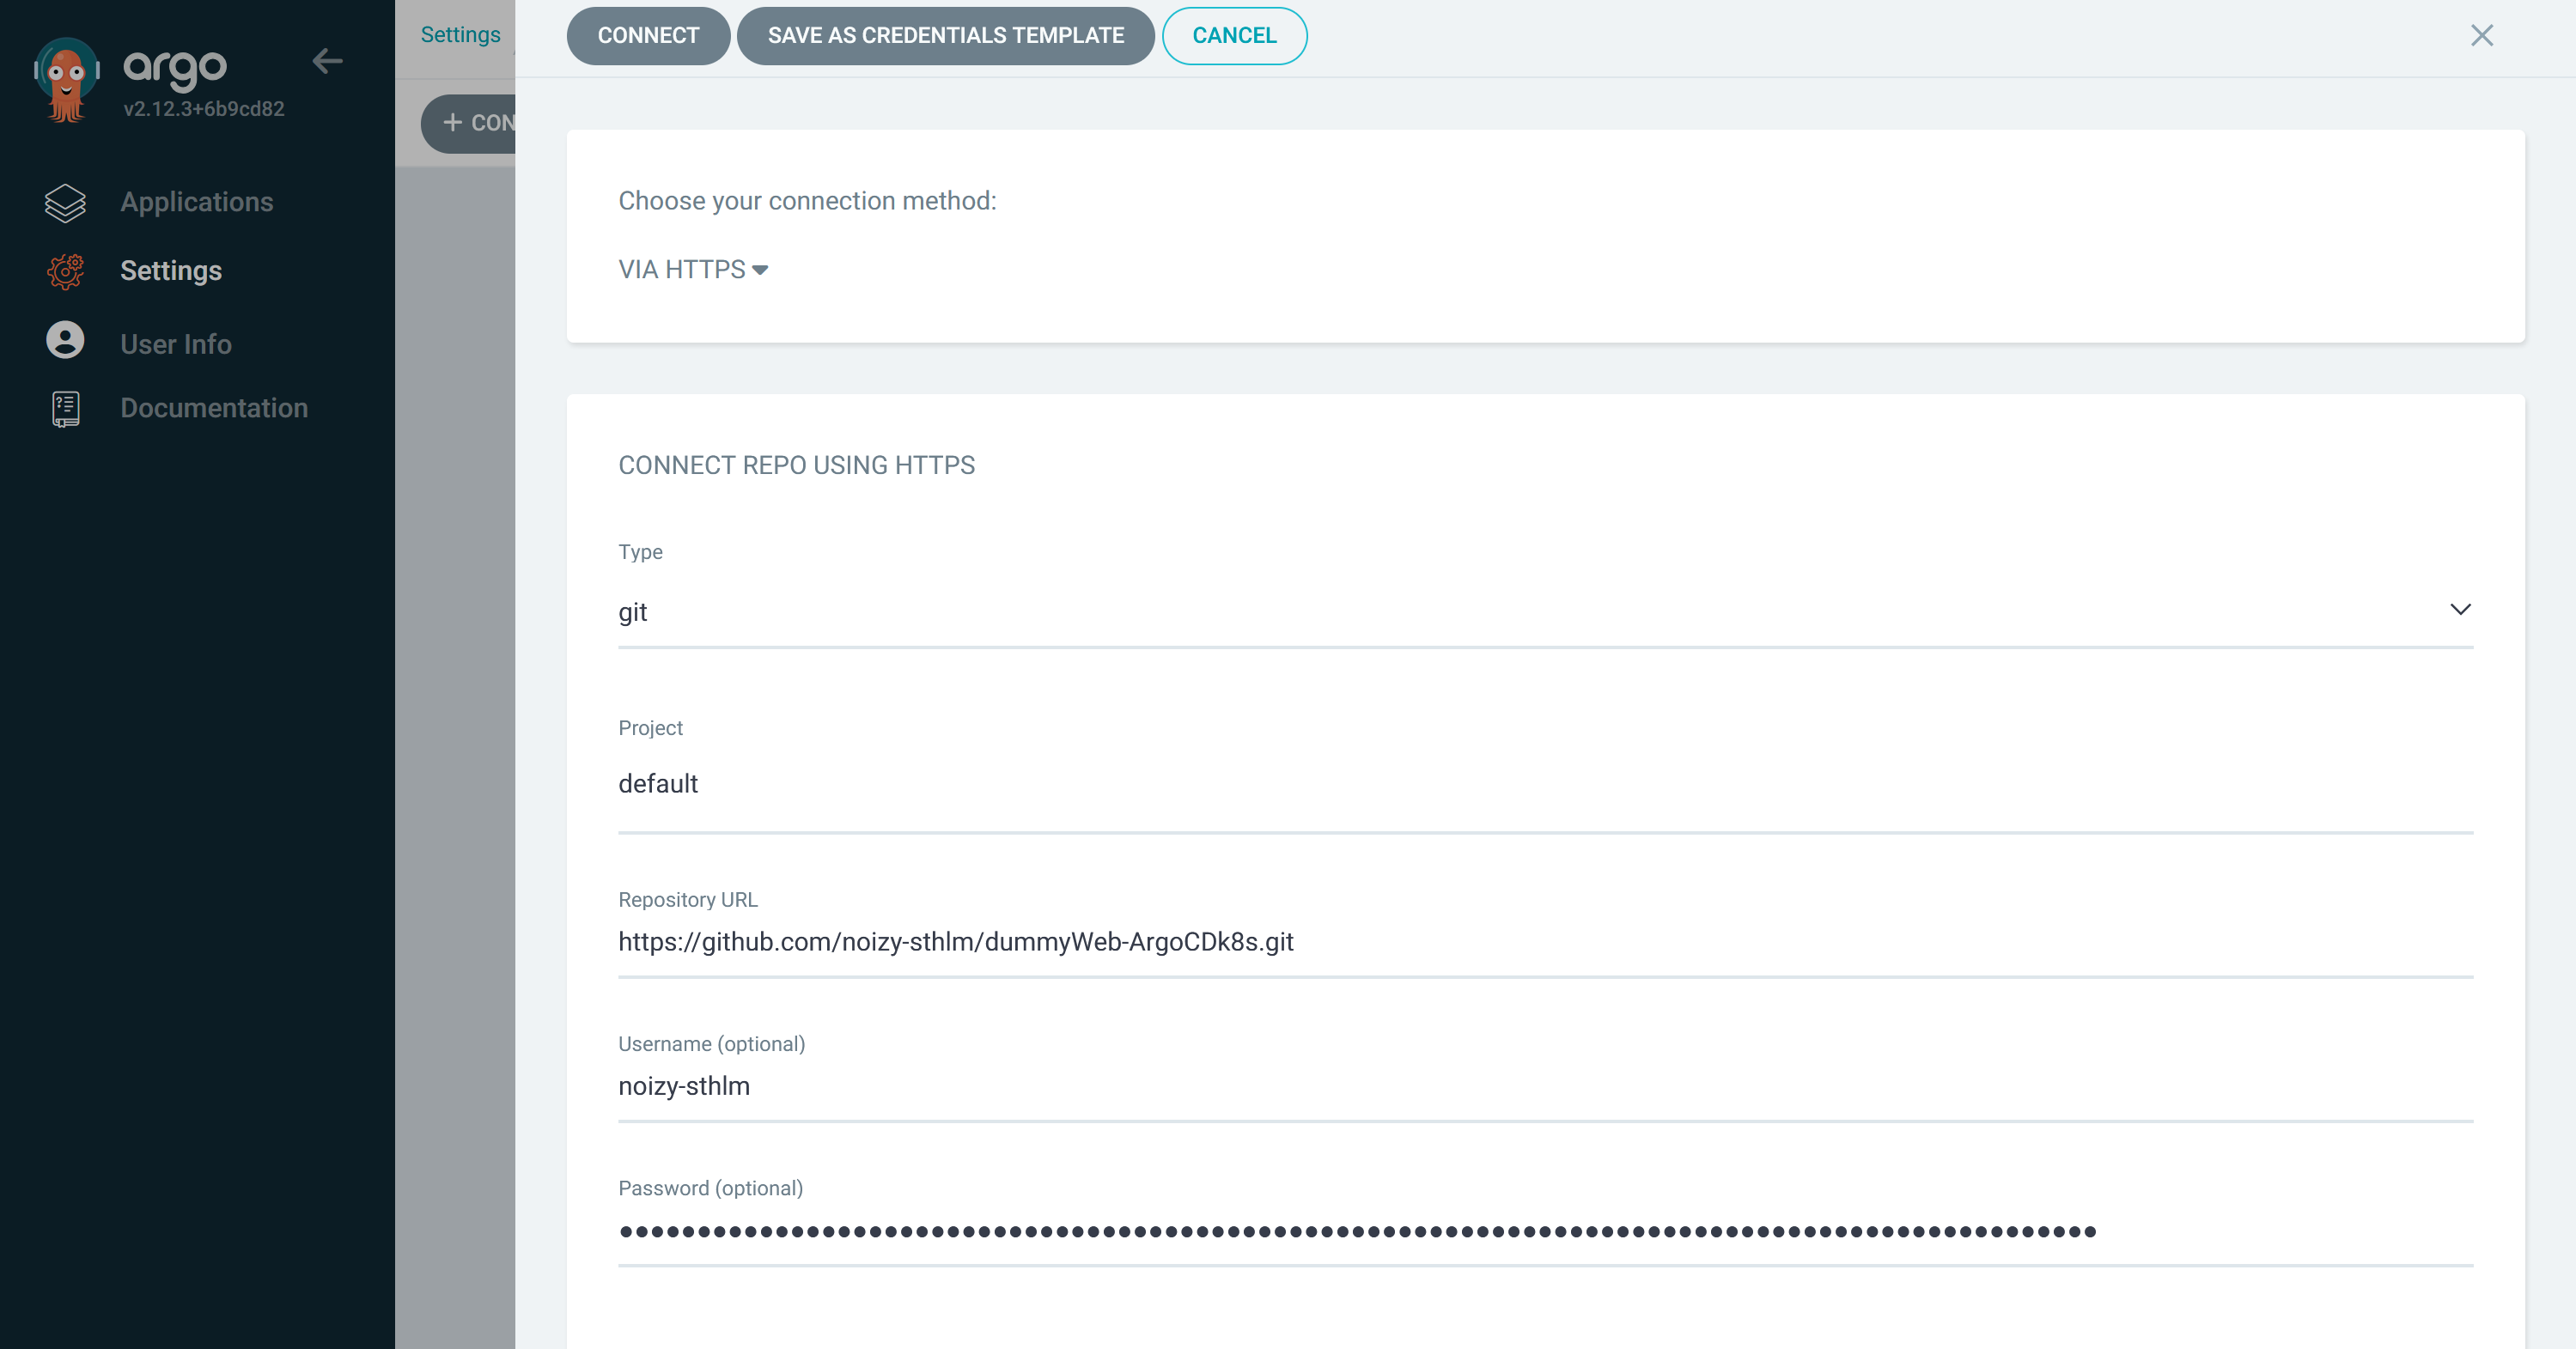 argo
v2.12.3+6b9cd82
Applications
Settings
User Info
Documentation
Settings
+ CON
CONNECT
SAVE AS CREDENTIALS TEMPLATE
CANCEL
Choose your connection method:
VIA HTTPS
CONNECT REPO USING HTTPS
Type
git
Project
default
Repository URL
https://github.com/noizy-sthlm/dummyWeb-ArgoCDk8s.git
Username (optional)
noizy-sthlm
Password (optional)